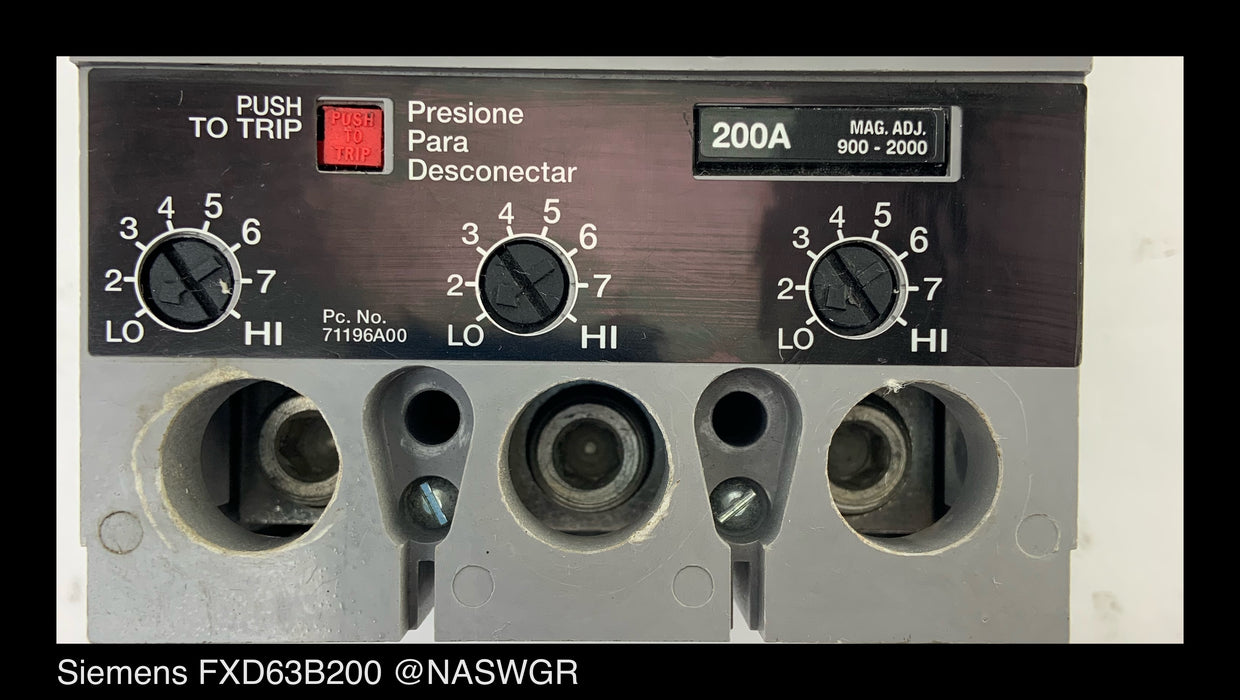 PUSH
TO TRIP
PUSH
TO
TRIP
Presione
Para
Desconectar
200A
MAG. ADJ.
900 - 2000
LO 2 3 4 5 6 7 HI
Pc. No.
71196A00
LO 2 3 4 5 6 7 HI
LO 2 3 4 5 6 7 HI
Siemens FXD63B200 @NASWGR